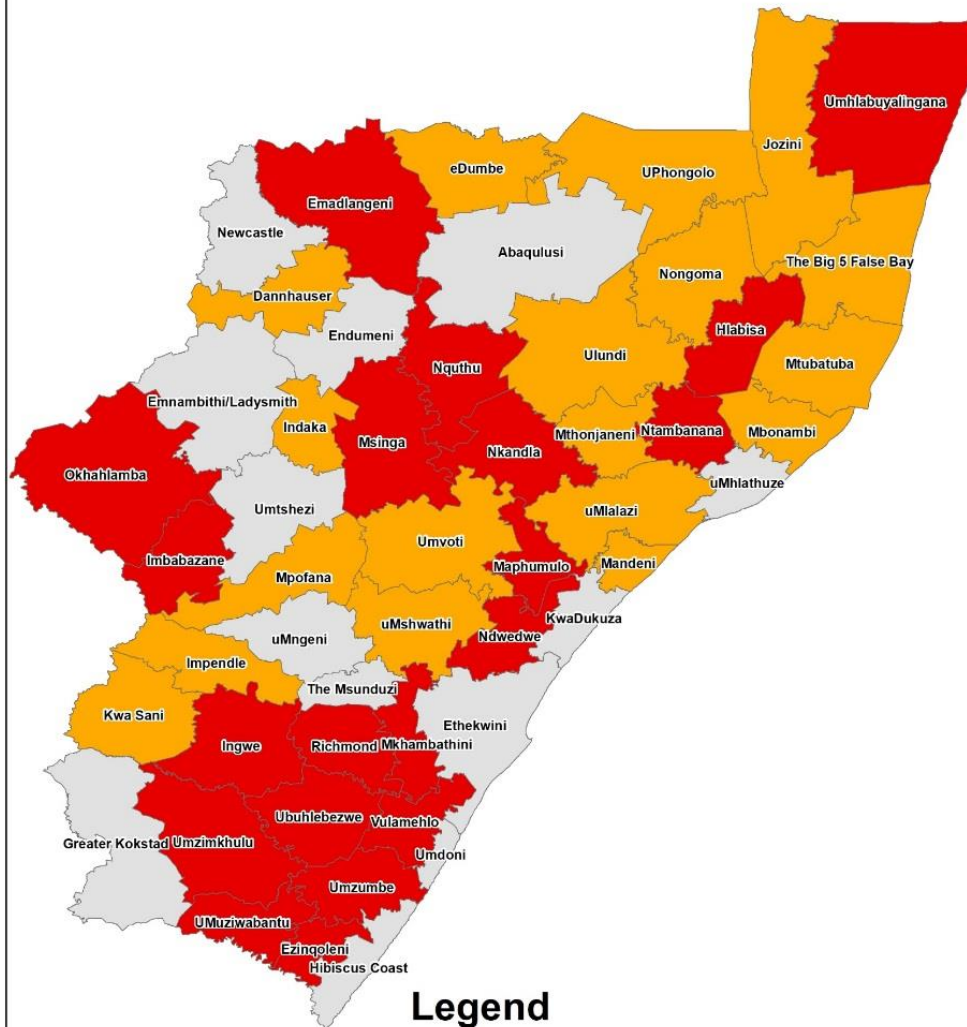 Umhlabuyalingana
Jozini
eDumbe
UPhongolo
Emadlangeni
Newcastle
Abaqulusi
Nongoma
The Big 5 False Bay
Dannhauser
Endumeni
Hlabisa
Nquthu
Ulundi
Mtubatuba
Emnambithi/Ladysmith
Indaka
Msinga
Mthonjaneni
Ntambanana
Mbonambi
Nkandla
Okhahlamba
uMhlathuze
Umtshezi
uMlalazi
Umvoti
Imbabazane
Maphumulo
Mandeni
Mpofana
KwaDukuza
uMngeni
uMshwathi
Ndwedwe
Impendle
The Msunduzi
Kwa Sani
Ethekwini
Ingwe
Richmond
Mkhambathini
Ubuhlebezwe
Vulamehlo
Greater Kokstad
Umzimkhulu
Umdoni
Umzumbe
UMuziwabantu
Ezinqoleni
Hibiscus Coast
Legend